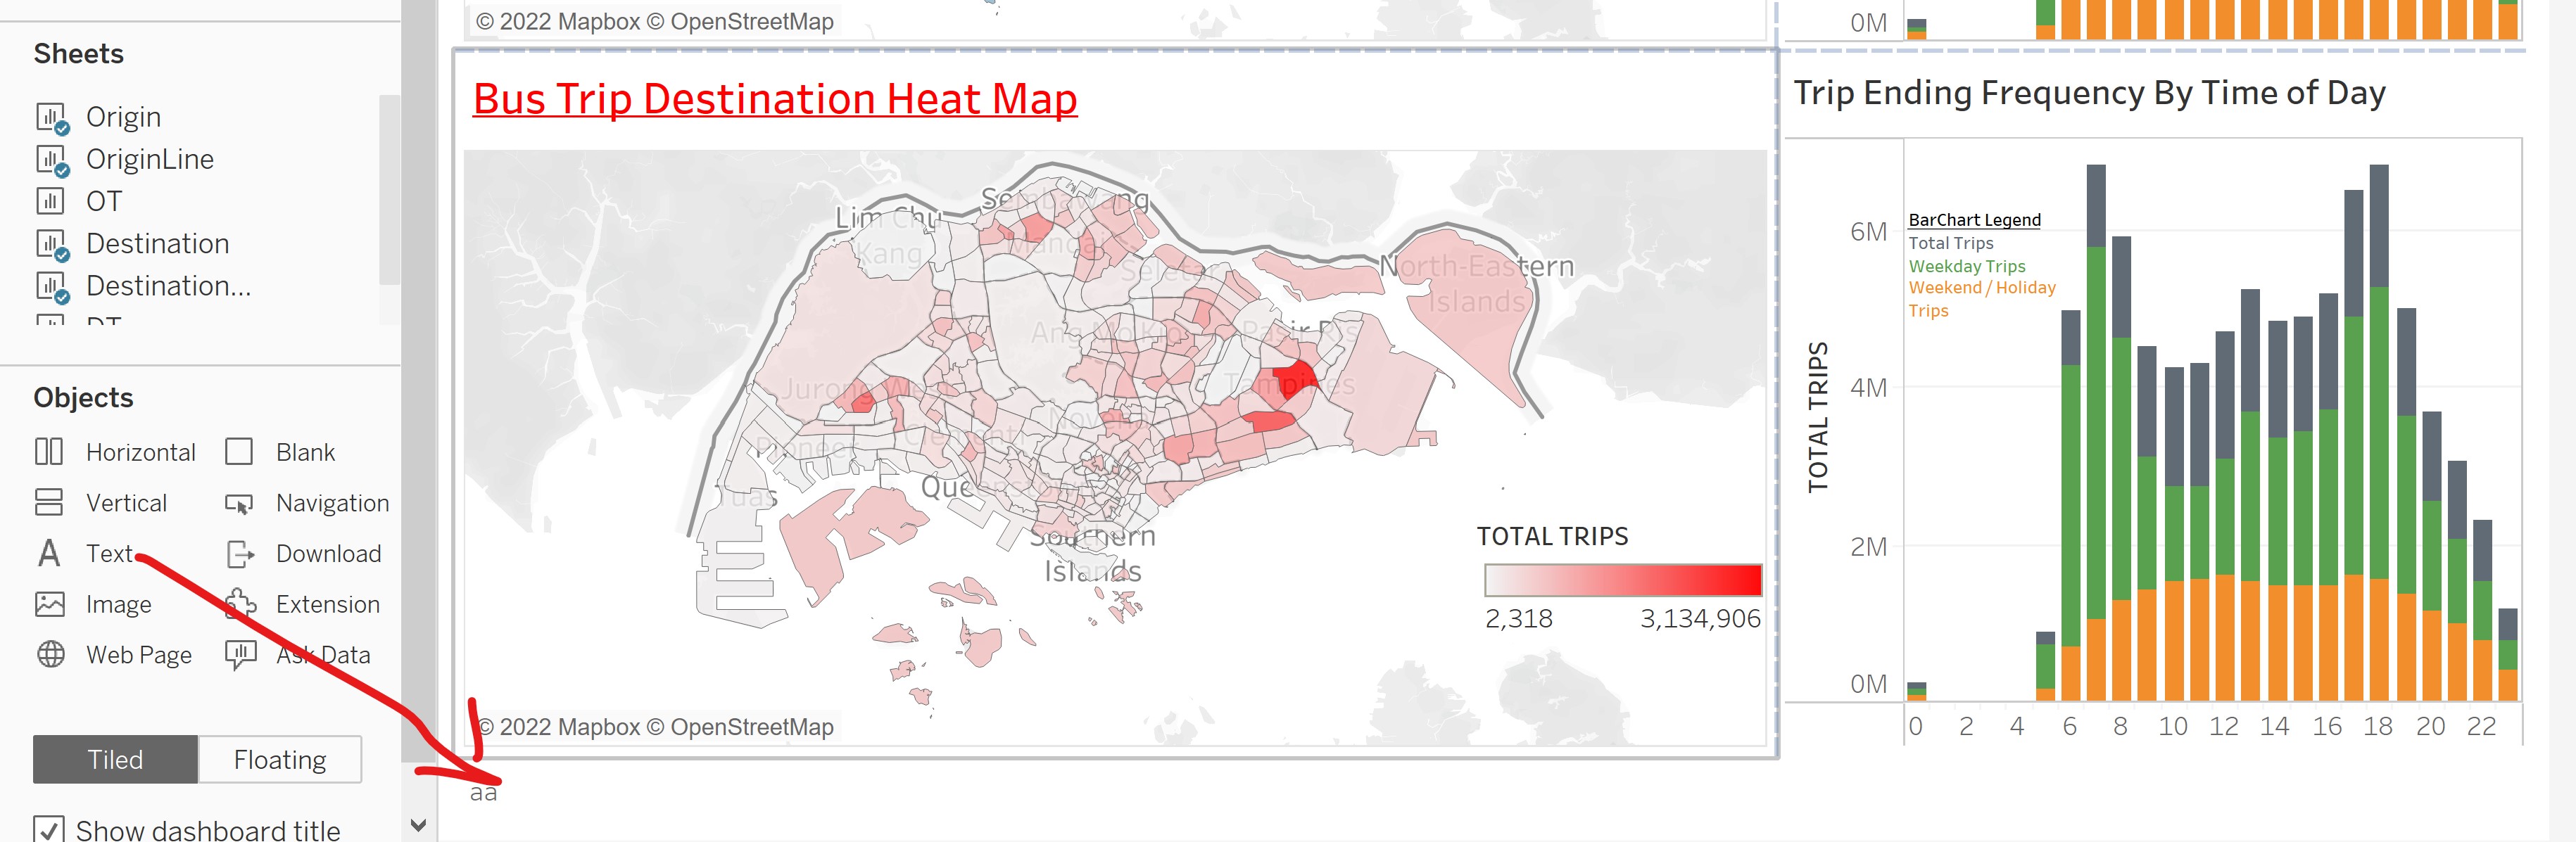 Sheets
Origin
OriginLine
OT
Destination
Destination...
Objects
Horizontal
Blank
Vertical
Navigation
Text
Download
Image
Extension
Web Page
Ask Data
Tiled
Floating
Show dashboard title
© 2022 Mapbox © OpenStreetMap
Bus Trip Destination Heat Map
Lim Chu
Kang
Sembawang
Mandai
Seletar
North-Eastern
Islands
Ang Mo Kio
Pasir Ris
Jurong West
Tampines
Novena
Pioneer
Clementi
Tuas
Queenstown
Southern
Islands
TOTAL TRIPS
2,318
3,134,906
© 2022 Mapbox © OpenStreetMap
aa
0M
Trip Ending Frequency By Time of Day
BarChart Legend
Total Trips
Weekday Trips
Weekend / Holiday
Trips
TOTAL TRIPS
6M
4M
2M
0M
0 2 4 6 8 10 12 14 16 18 20 22